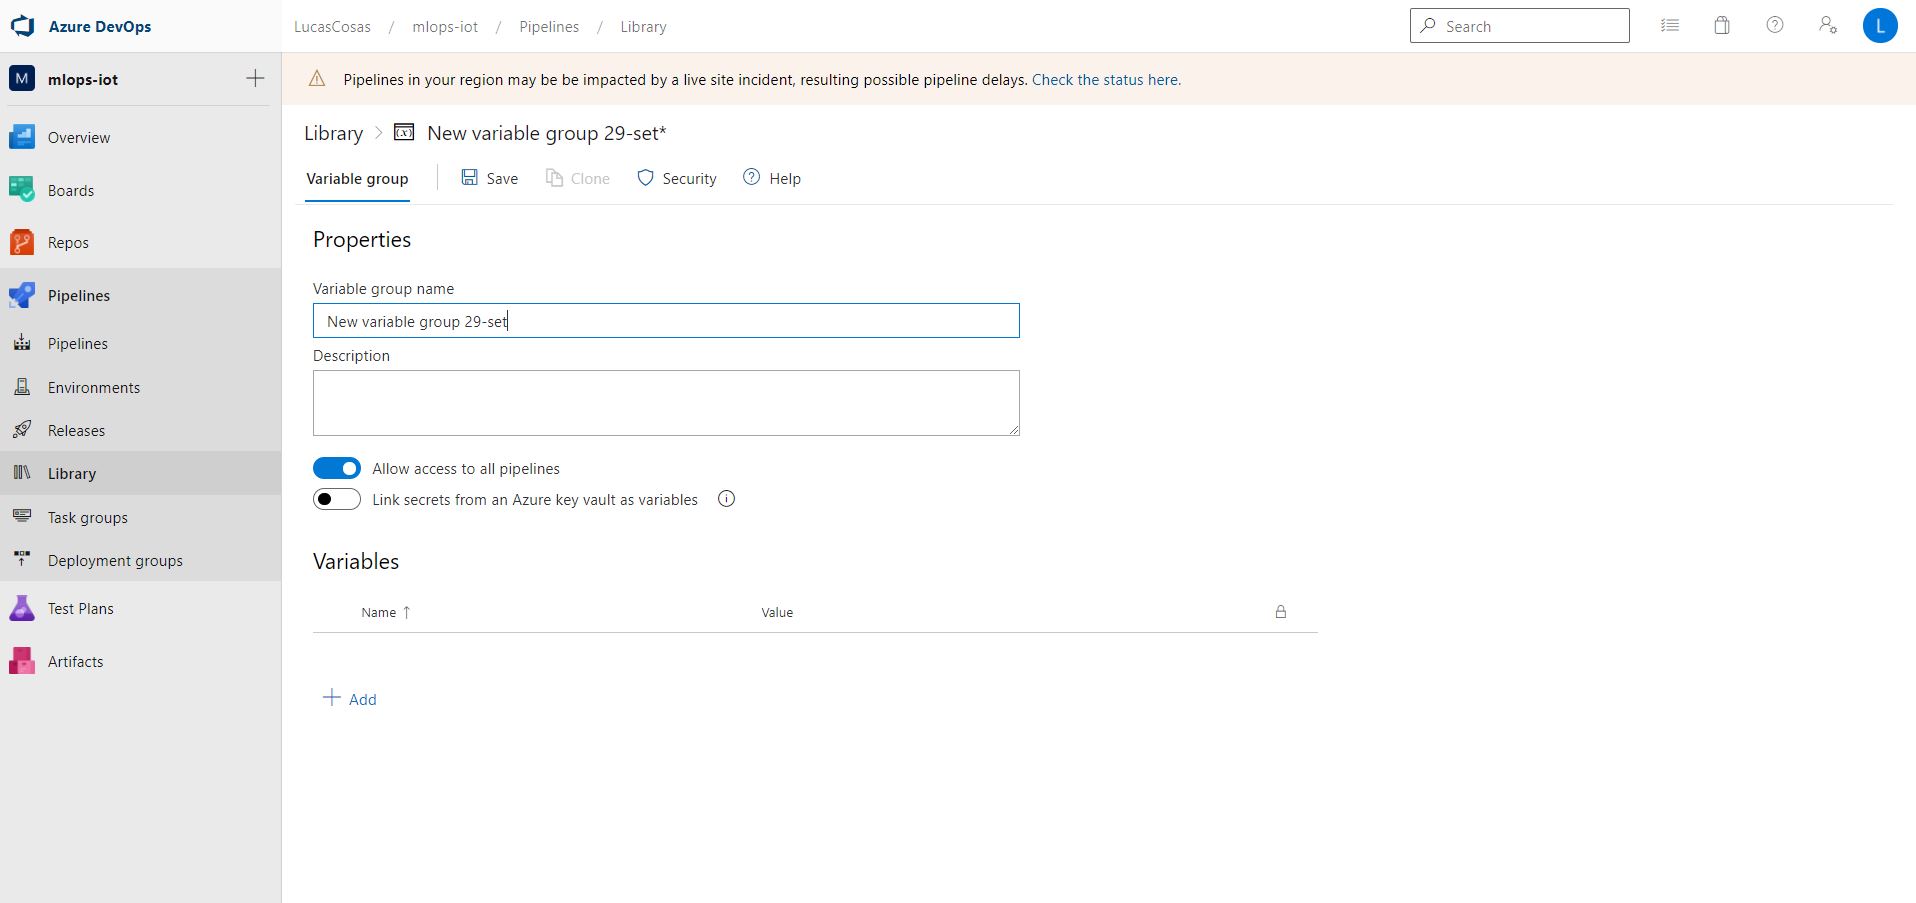 Azure DevOps
LucasCosas / mlops-iot / Pipelines / Library
Search
L
M mlops-iot
Pipelines in your region may be be impacted by a live site incident, resulting possible pipeline delays. Check the status here.
Overview
Boards
Repos
Pipelines
Pipelines
Environments
Releases
Library
Task groups
Deployment groups
Test Plans
Artifacts
Library > (x) New variable group 29-set*
Variable group
Save
Clone
Security
Help
Properties
Variable group name
New variable group 29-set
Description
Allow access to all pipelines
Link secrets from an Azure key vault as variables
Variables
Name ↑ Value
+ Add